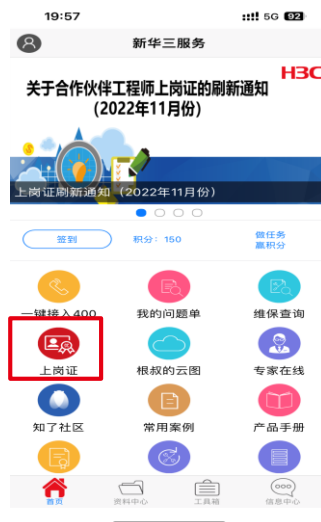 19:57
5G 92
新华三服务
H3C
关于合作伙伴工程师上岗证的刷新通知
(2022年11月份)
上岗证刷新通知（2022年11月份）
签到
积分：150
做任务
赢积分
一键接入400
我的问题单
维保查询
上岗证
根叔的云图
专家在线
知了社区
常用案例
产品手册
首页
资料中心
工具箱
信息中心